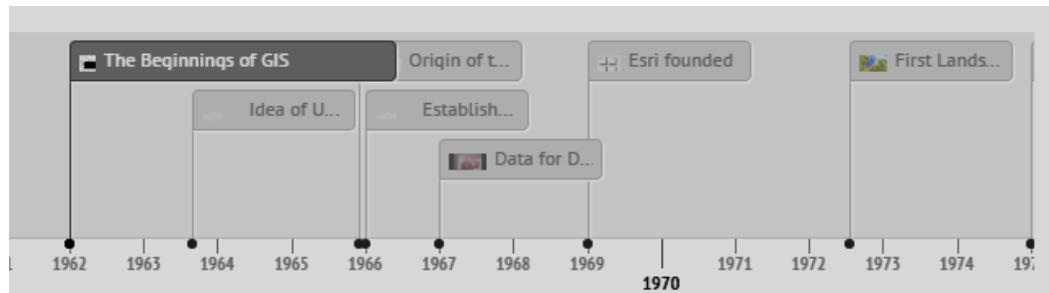 The Beginnings of GIS
Origin of t...
Esri founded
First Lands...
Idea of U...
Establish...
Data for D...
1962 1963 1964 1965 1966 1967 1968 1969 1970 1971 1972 1973 1974